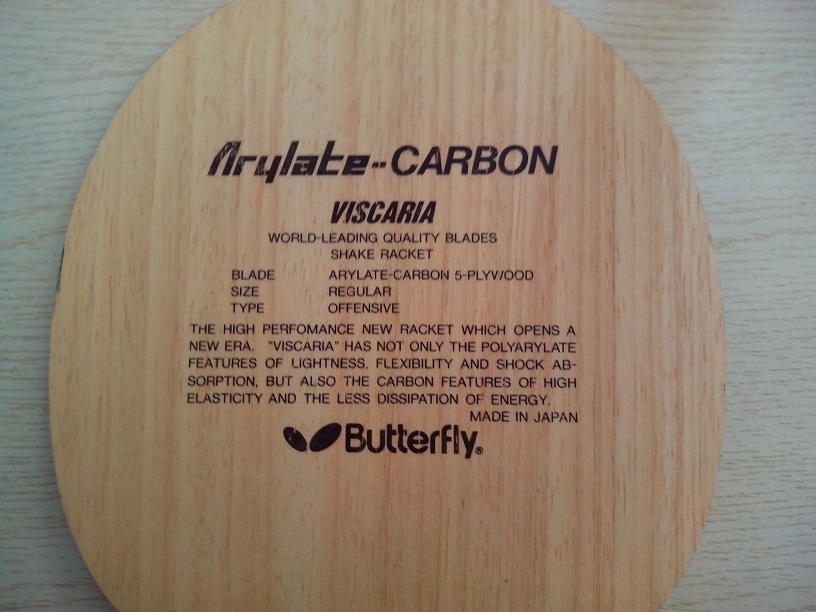 Arylate-CARBON
VISCARIA
WORLD-LEADING QUALITY BLADES
SHAKE RACKET
BLADE ARYLATE-CARBON 5-PLYWOOD
SIZE REGULAR
TYPE OFFENSIVE
THE HIGH PERFOMANCE NEW RACKET WHICH OPENS A
NEW ERA. "VISCARIA" HAS NOT ONLY THE POLYARYLATE
FEATURES OF LIGHTNESS, FLEXIBILITY AND SHOCK AB-
SORPTION, BUT ALSO THE CARBON FEATURES OF HIGH
ELASTICITY AND THE LESS DISSIPATION OF ENERGY.
MADE IN JAPAN
Butterfly®